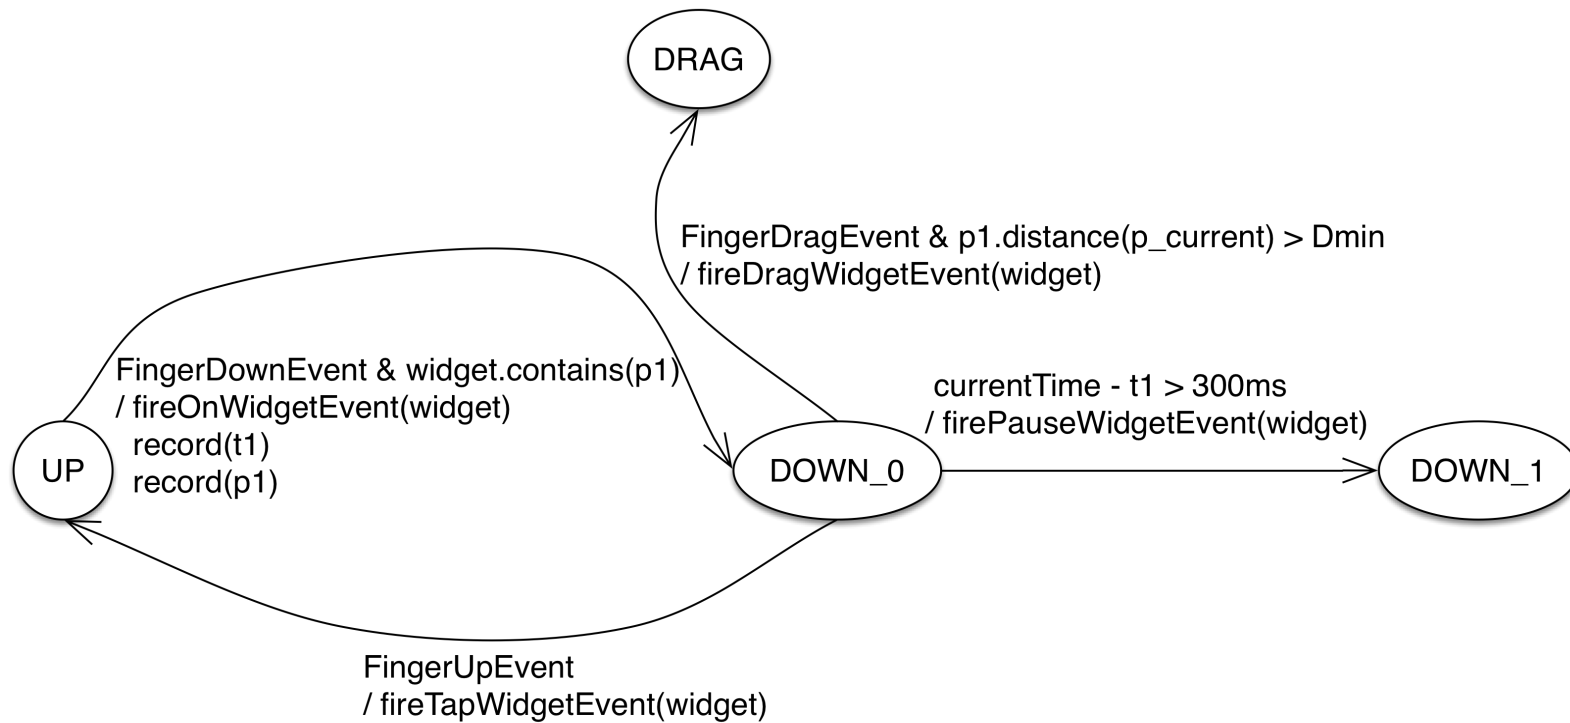 DRAG
FingerDragEvent & p1.distance(p_current) > Dmin
/ fireDragWidgetEvent(widget)
FingerDownEvent & widget.contains(p1)
/ fireOnWidgetEvent(widget)
record(t1)
record(p1)
currentTime - t1 > 300ms
/ firePauseWidgetEvent(widget)
UP
DOWN_0
DOWN_1
FingerUpEvent
/ fireTapWidgetEvent(widget)